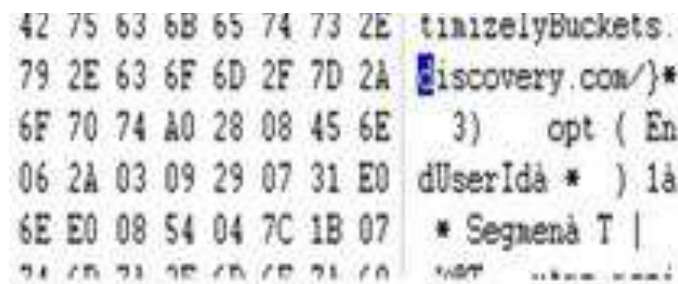 42 75 63 6B 65 74 73 2E timizelyBuckets.
79 2E 63 6F 6D 2F 7D 2A discovery.com/}*
6F 70 74 A0 28 08 45 6E 3) opt ( En
06 2A 03 09 29 07 31 E0 dUserIdà * ) 1à
6E E0 08 54 04 7C 1B 07 * Segmenà T |